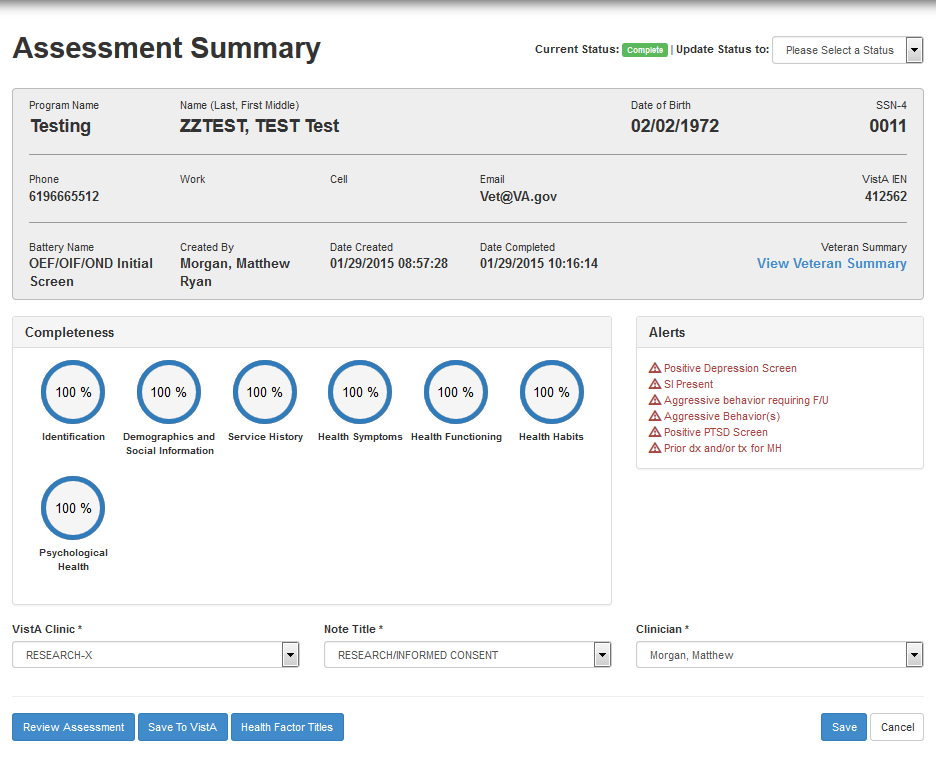 Assessment Summary
Current Status: Complete | Update Status to: Please Select a Status
Program Name Name (Last, First Middle) Date of Birth SSN-4
Testing ZZTEST, TEST Test 02/02/1972 0011
Phone Work Cell Email VistA IEN
6196665512 Vet@VA.gov 412562
Battery Name Created By Date Created Date Completed Veteran Summary
OEF/OIF/OND Initial Morgan, Matthew 01/29/2015 08:57:28 01/29/2015 10:16:14 View Veteran Summary
Screen Ryan
Completeness
100 % 100 % 100 % 100 % 100 % 100 %
Identification Demographics and Service History Health Symptoms Health Functioning Health Habits
Social Information
100 %
Psychological
Health
Alerts
Positive Depression Screen
SI Present
Aggressive behavior requiring F/U
Aggressive Behavior(s)
Positive PTSD Screen
Prior dx and/or tx for MH
VistA Clinic * Note Title * Clinician *
RESEARCH-X RESEARCH/INFORMED CONSENT Morgan, Matthew
Review Assessment Save To VistA Health Factor Titles Save Cancel